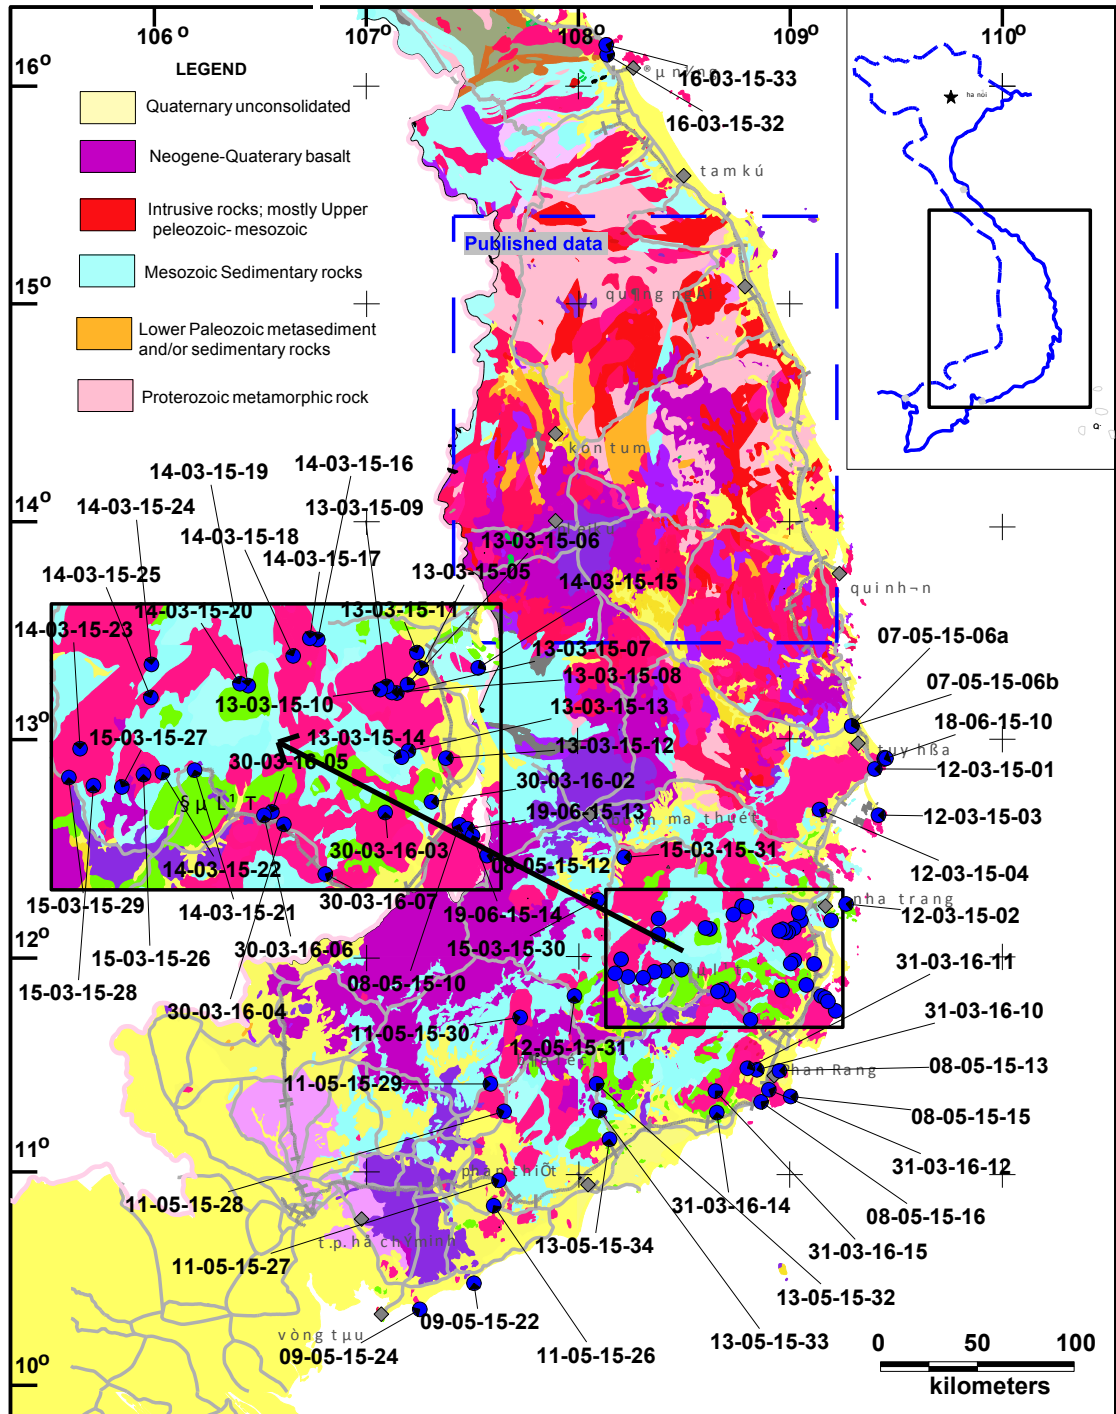 106 o
107 o
108 o
109 o
110 o
16 o
15 o
14 o
13 o
12 o
11 o
10 o
LEGEND
Quaternary unconsolidated
Neogene-Quaterary basalt
Intrusive rocks; mostly Upper
peleozoic- mesozoic
Mesozoic Sedimentary rocks
Lower Paleozoic metasediment
and/or sedimentary rocks
Proterozoic metamorphic rock
ha nòi
16-03-15-33
16-03-15-32
tam kú
Published data
kon tum
14-03-15-16
14-03-15-19
13-03-15-09
14-03-15-24
14-03-15-18
14-03-15-17
13-03-15-06
13-03-15-05
14-03-15-15
14-03-15-25
14-03-15-20
13-03-15-11
14-03-15-23
13-03-15-07
13-03-15-08
13-03-15-10
13-03-15-13
15-03-15-27
13-03-15-14
13-03-15-12
30-03-16-05
30-03-16-02
§ µ L¹ T
19-06-15-13
30-03-16-03
08-05-15-12
14-03-15-22
15-03-15-29
14-03-15-21
30-03-16-07
19-06-15-14
15-03-15-26
30-03-16-06
15-03-15-30
15-03-15-28
30-03-16-04
08-05-15-10
quinh¬n
07-05-15-06a
07-05-15-06b
18-06-15-10
tuy hßa
12-03-15-01
12-03-15-03
15-03-15-31
12-03-15-04
nha trang
12-03-15-02
31-03-16-11
31-03-16-10
11-05-15-30
12-05-15-31
08-05-15-13
Phan Rang
11-05-15-29
08-05-15-15
31-03-16-12
phan thiÕt
11-05-15-28
31-03-16-14
08-05-15-16
t.p. hå chÝ minh
11-05-15-27
13-05-15-34
31-03-16-15
13-05-15-32
09-05-15-22
vòng tµu
09-05-15-24
11-05-15-26
13-05-15-33
0 50 100
kilometers